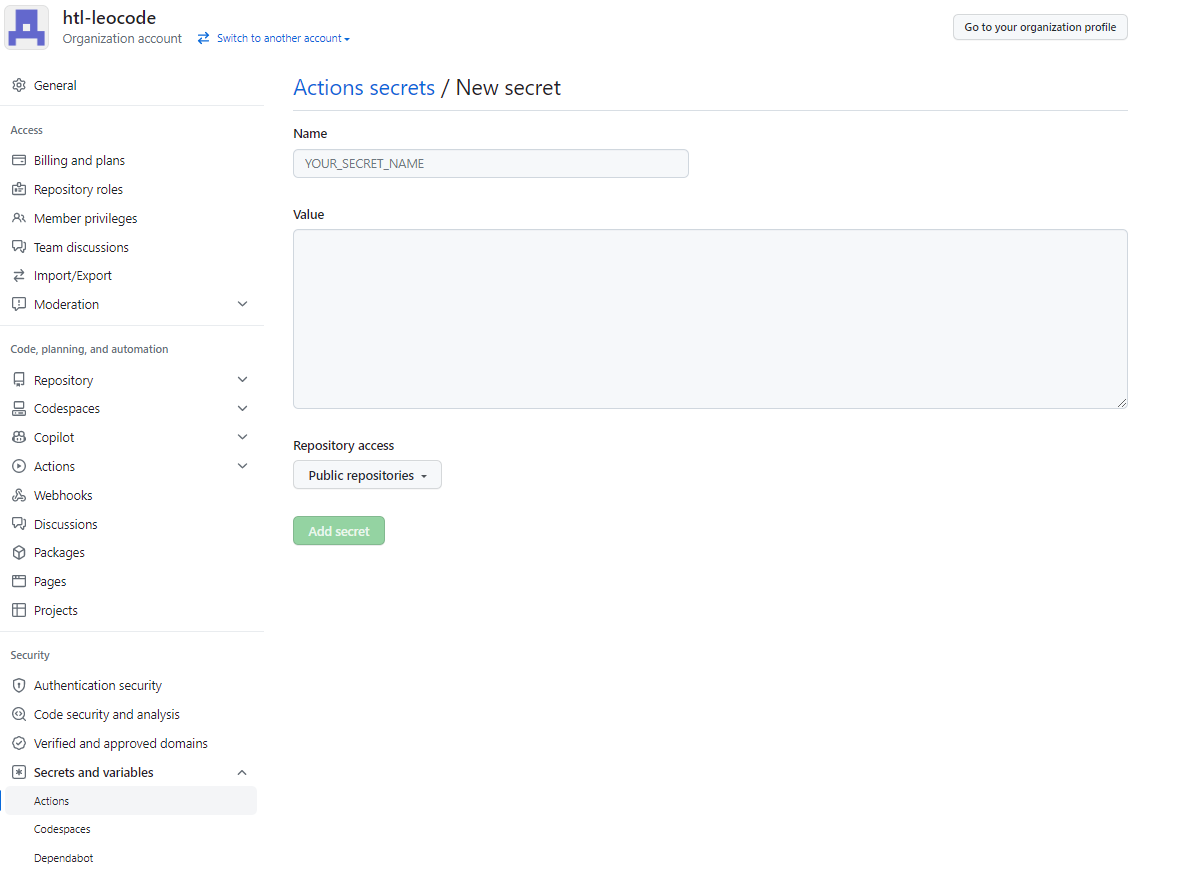 htl-leocode
Organization account
Switch to another account
Go to your organization profile
General
Access
Billing and plans
Repository roles
Member privileges
Team discussions
Import/Export
Moderation
Code, planning, and automation
Repository
Codespaces
Copilot
Actions
Webhooks
Discussions
Packages
Pages
Projects
Security
Authentication security
Code security and analysis
Verified and approved domains
Secrets and variables
Actions
Codespaces
Dependabot
Actions secrets / New secret
Name
YOUR_SECRET_NAME
Value
Repository access
Public repositories
Add secret